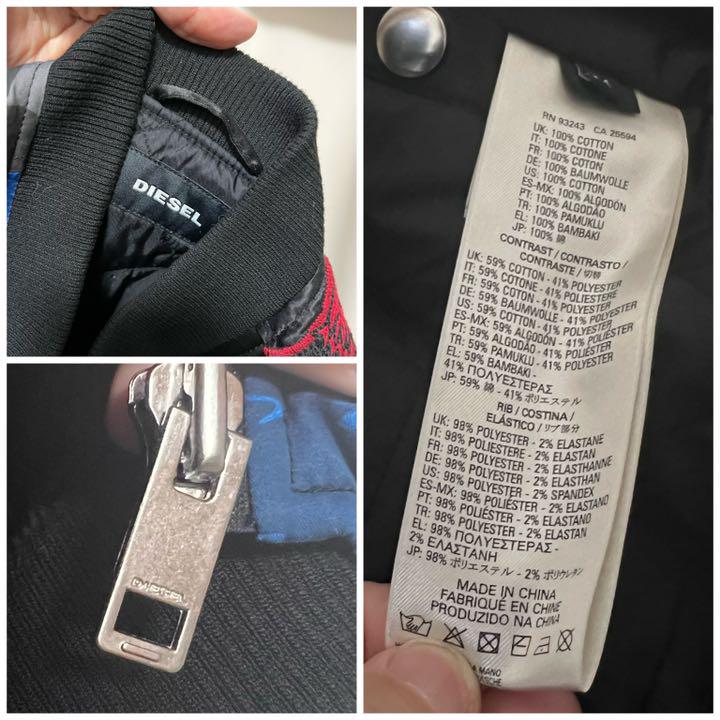 DIESEL
DIESEL
RN 93243 CA 25594
UK: 100% COTTON
IT: 100% COTONE
FR: 100% COTON
DE: 100% BAUMWOLLE
US: 100% COTTON
ES-MX: 100% ALGODÓN
PT: 100% ALGODÃO
TR: 100% PAMUKLU
EL: 100% BAMBAKI
JP: 100% 綿
CONTRAST / CONTRASTO /
CONTRASTE / 切替
UK: 59% COTTON - 41% POLYESTER
IT: 59% COTONE - 41% POLIESTERE
FR: 59% COTON - 41% POLYESTER
DE: 59% BAUMWOLLE - 41% POLYESTER
US: 59% COTTON - 41% POLYESTER
ES-MX: 59% ALGODÓN - 41% POLIÉSTER
PT: 59% ALGODÃO - 41% POLIÉSTER
TR: 59% PAMUKLU - 41% POLYESTER
EL: 59% BAMBAKI -
41% ΠΟΛΥΕΣΤΕΡΑΣ
JP: 59% 綿 - 41% ポリエステル
RIB / COSTINA /
ELÁSTICO / リブ部分
UK: 98% POLYESTER - 2% ELASTANE
IT: 98% POLIESTERE - 2% ELASTAN
FR: 98% POLYESTER - 2% ELASTHANNE
DE: 98% POLYESTER - 2% ELASTHAN
US: 98% POLYESTER - 2% SPANDEX
ES-MX: 98% POLIÉSTER - 2% ELASTANO
PT: 98% POLIÉSTER - 2% ELASTANO
TR: 98% POLYESTER - 2% ELASTAN
EL: 98% ΠΟΛΥΕΣΤΕΡΑΣ -
2% ΕΛΑΣΤΑΝΗ
JP: 98% ポリエステル - 2% ポリウレタン
MADE IN CHINA
FABRIQUÉ EN CHINE
PRODUZIDO NA CHINA
A MANO